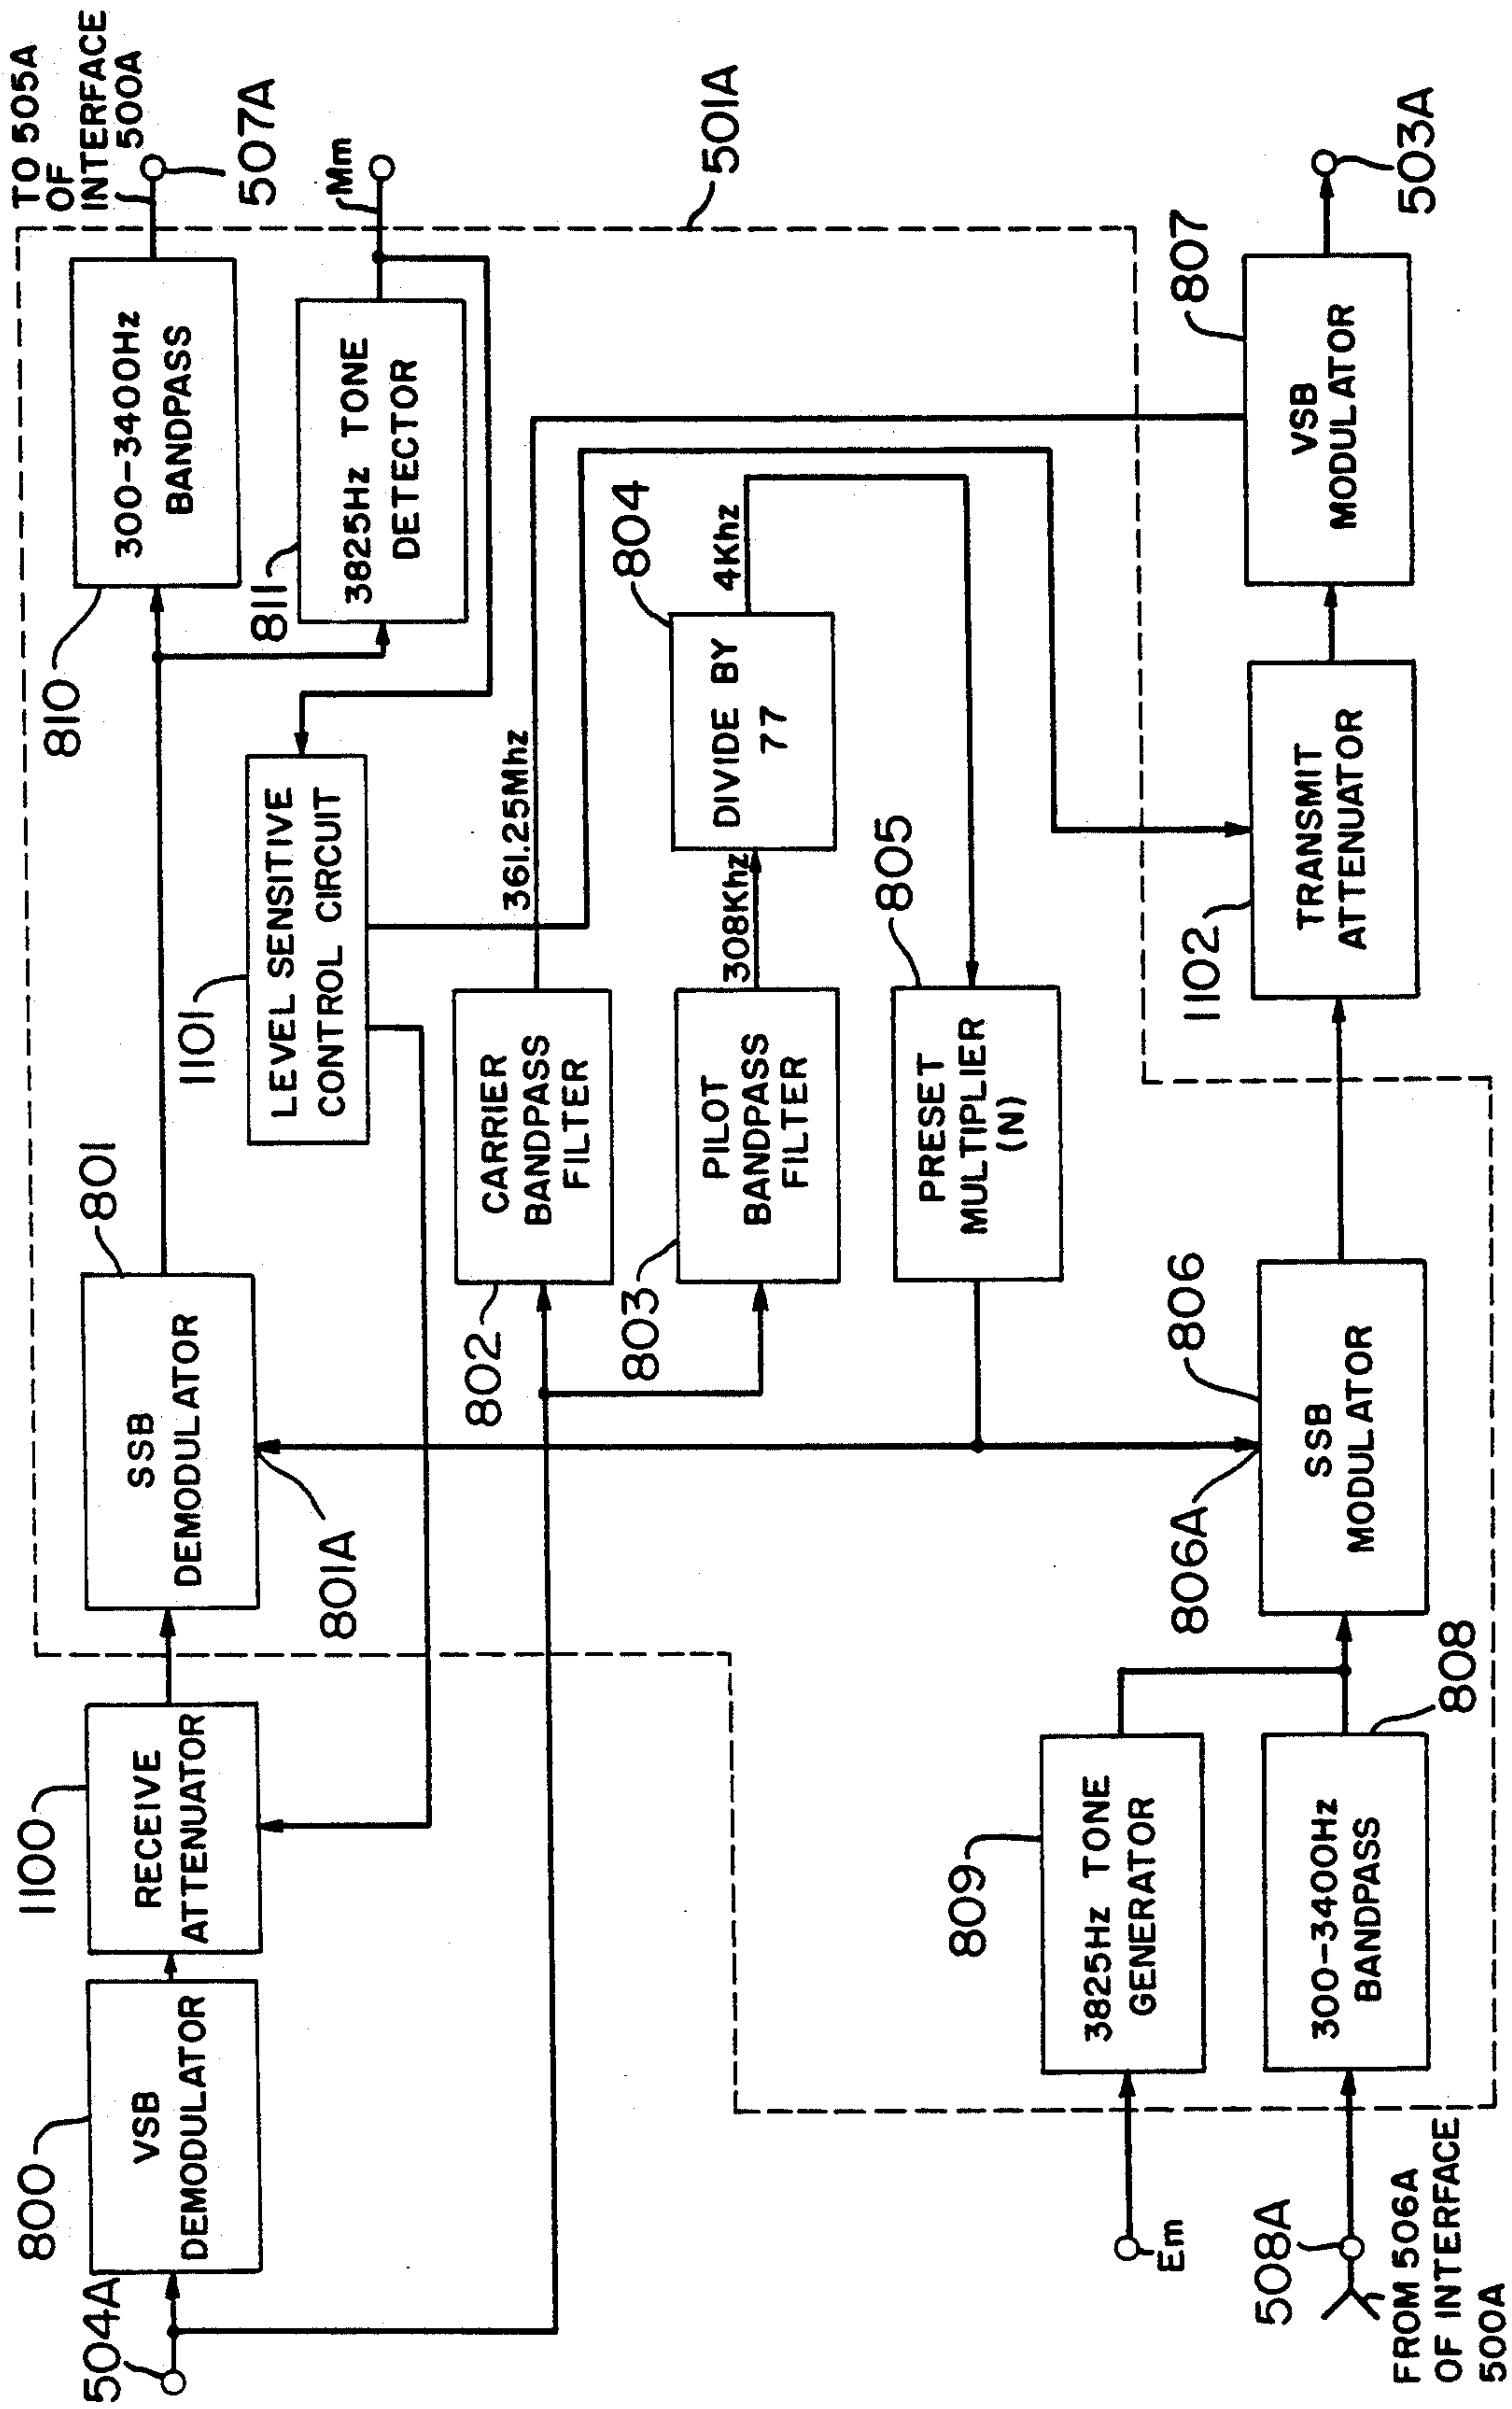 TO 505A
OF
INTERFACE
500A
507A
Mm
501A
503A
300-3400Hz
BANDPASS
810
3825Hz TONE
DETECTOR
811
807
VSB
MODULATOR
LEVEL SENSITIVE
CONTROL CIRCUIT
1101
361.25Mhz
804
4Khz
DIVIDE BY
77
308Khz
805
1102
TRANSMIT
ATTENUATOR
801
SSB
DEMODULATOR
801A
CARRIER
BANDPASS
FILTER
802
PILOT
BANDPASS
FILTER
803
PRESET
MULTIPLIER
(N)
806
SSB
MODULATOR
806A
1100
RECEIVE
ATTENUATOR
800
VSB
DEMODULATOR
504A
809
3825Hz TONE
GENERATOR
808
300-3400Hz
BANDPASS
Em
508A
FROM 506A
OF INTERFACE
500A